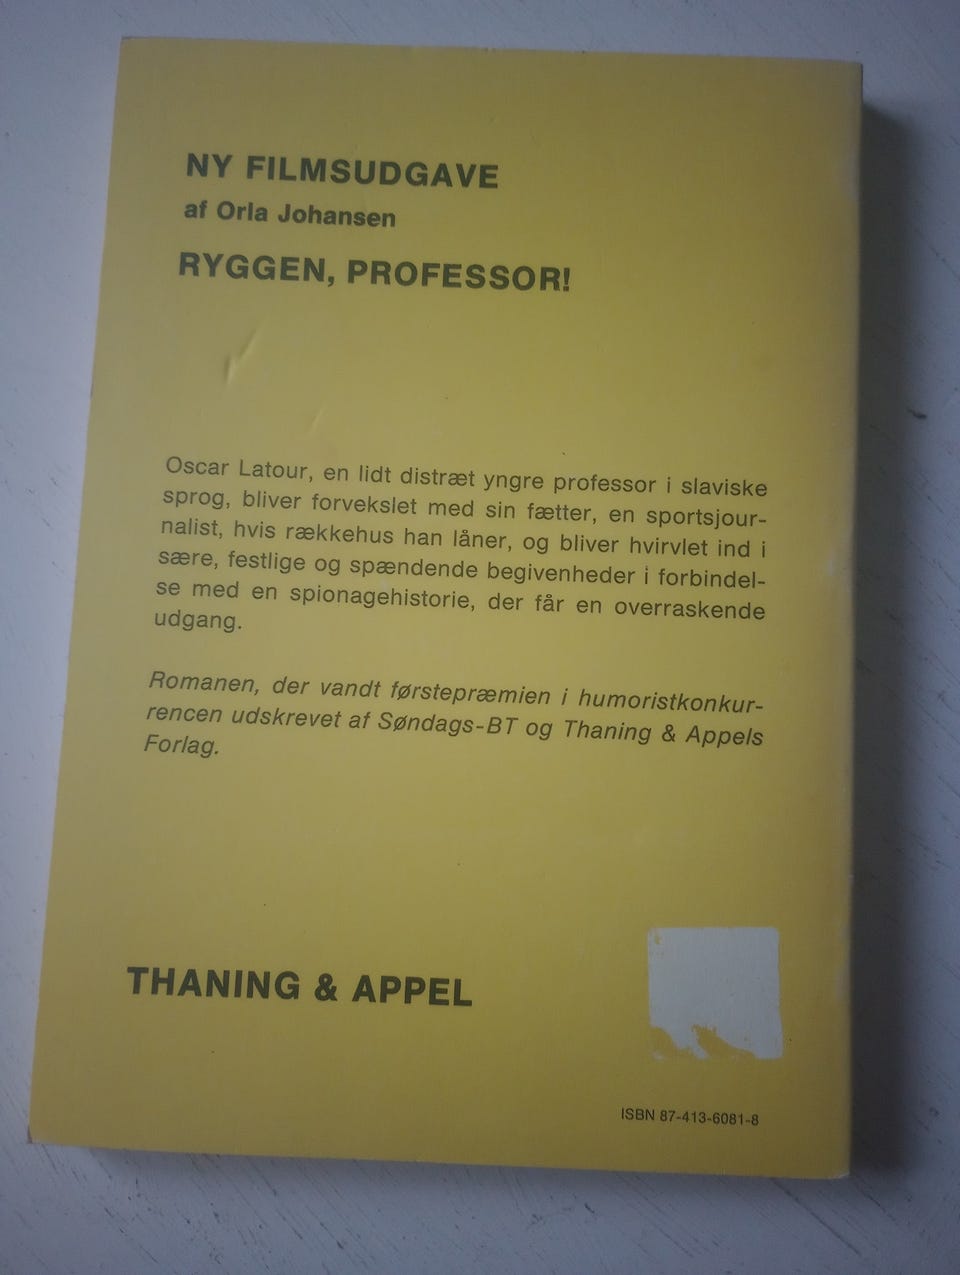 NY FILMSUDGAVE
af Orla Johansen
RYGGEN, PROFESSOR!
Oscar Latour, en lidt distræt yngre professor i slaviske
sprog, bliver forvekslet med sin fætter, en sportsjour-
nalist, hvis rækkehus han låner, og bliver hvirvlet ind i
sære, festlige og spændende begivenheder i forbindel-
se med en spionagehistorie, der får en overraskende
udgang.
Romanen, der vandt førstepræmien i humoristkonkur-
rencen udskrevet af Søndags-BT og Thaning & Appels
Forlag.
THANING & APPEL
ISBN 87-413-6081-8